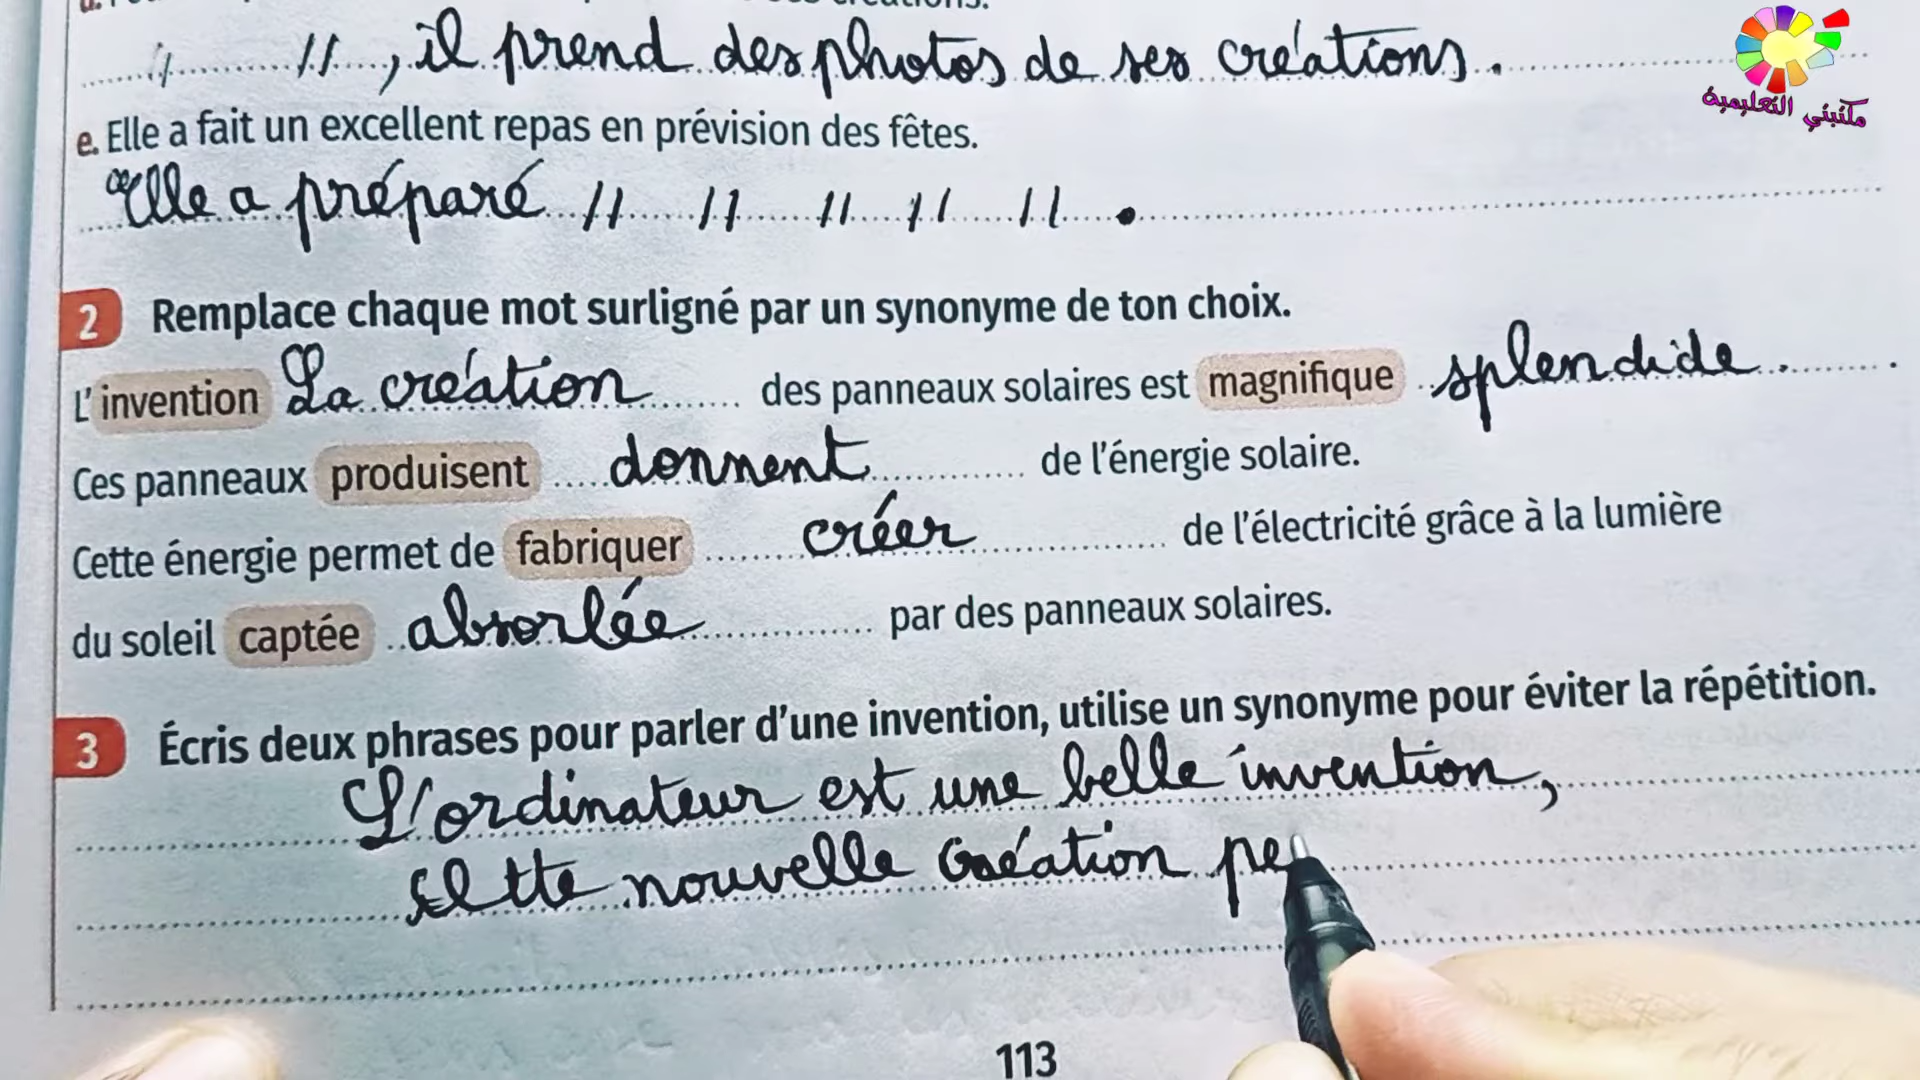 " " , il prend des photos de ses créations.
مكتبتي التعليمية
e. Elle a fait un excellent repas en prévision des fêtes.
Elle a préparé " " " " " .
2 Remplace chaque mot surligné par un synonyme de ton choix.
L'invention La création des panneaux solaires est magnifique splendide .
Ces panneaux produisent donnent de l'énergie solaire.
Cette énergie permet de fabriquer créer de l'électricité grâce à la lumière
du soleil captée absorbée par des panneaux solaires.
3 Écris deux phrases pour parler d'une invention, utilise un synonyme pour éviter la répétition.
L'ordinateur est une belle invention,
cette nouvelle création pe
113